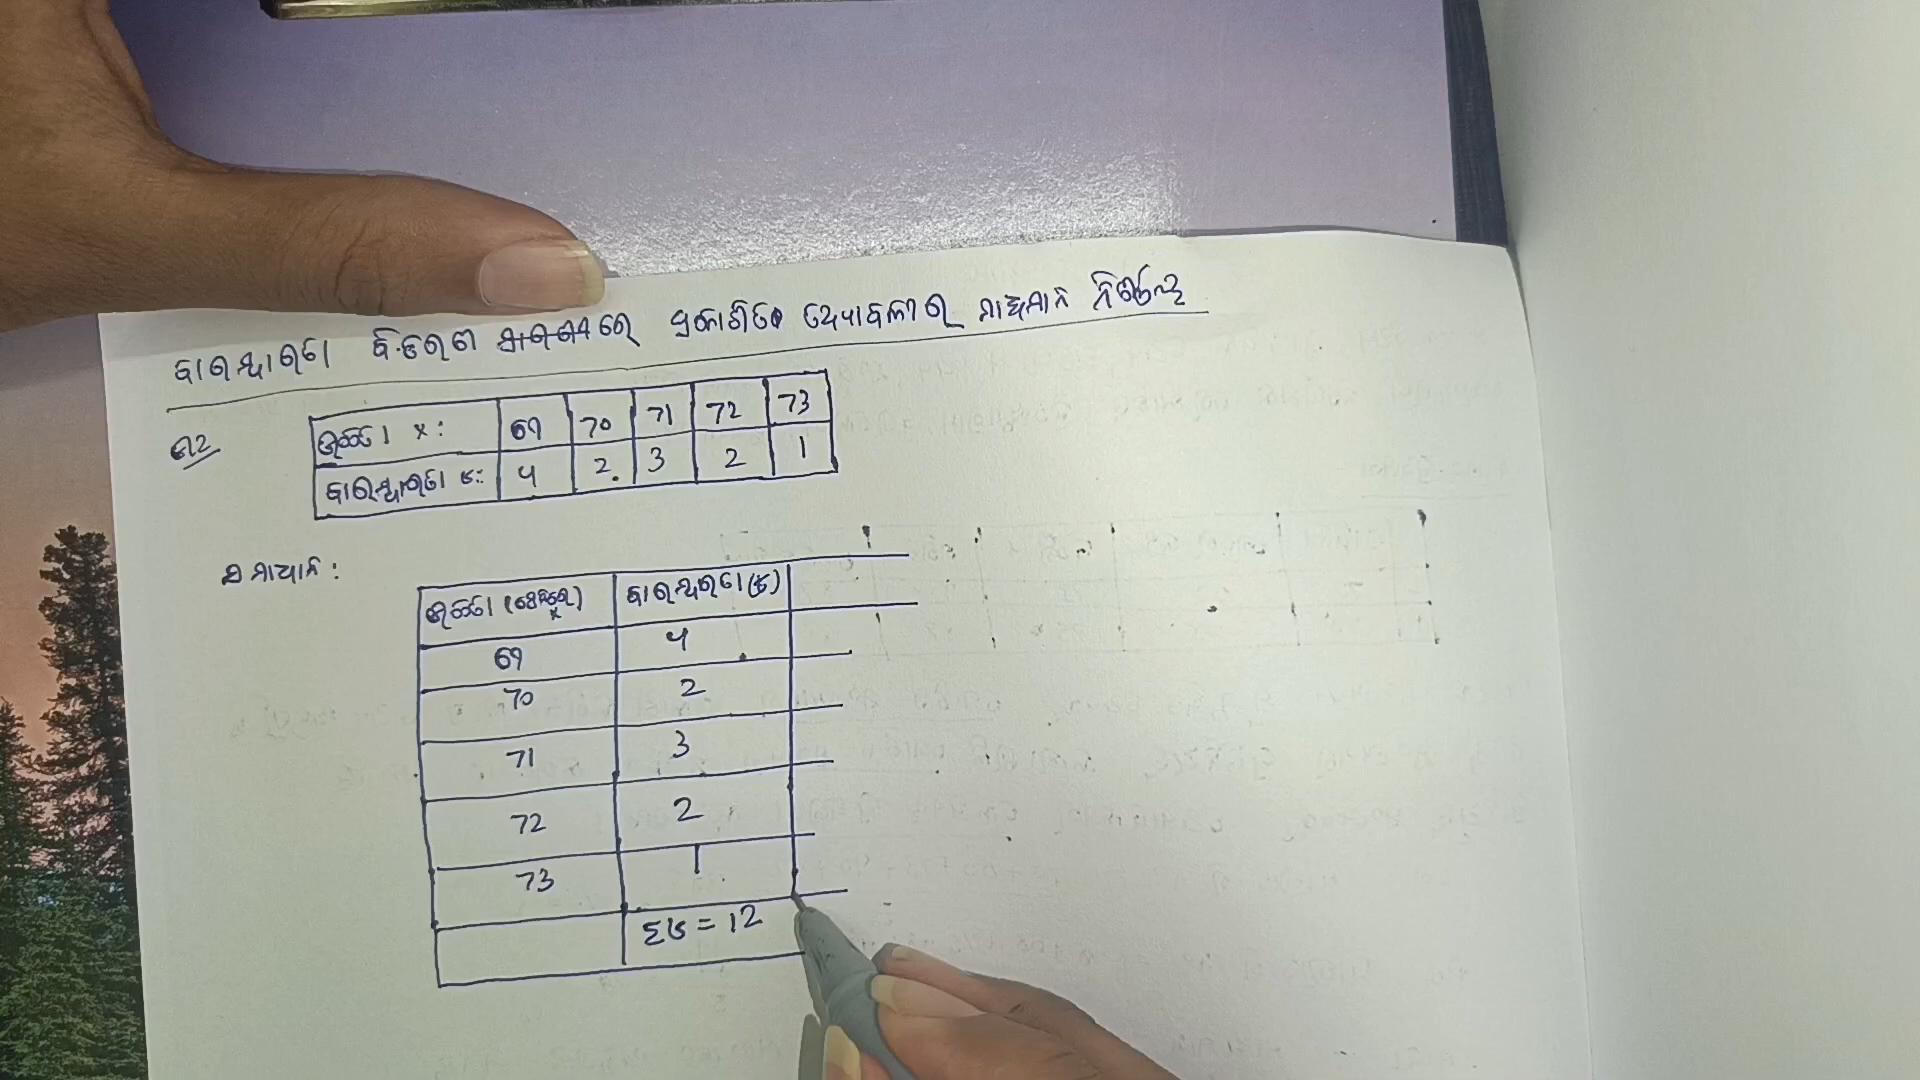 ବାରମ୍ବାରତା ବିତରଣ ସାରଣୀରେ ପ୍ରକାଶିତ ଲବ୍ଧାବଳୀର ମାଧ୍ୟମାନ
ଉଚ୍ଚତା x: 69 70 71 72 73
ବାରମ୍ବାରତା f: 4 2 3 2 1
ସମାଧାନ:
ଉଚ୍ଚତା ବାରମ୍ବାରତା (f)
69 4
70 2
71 3
72 2
73 1
Σf = 12